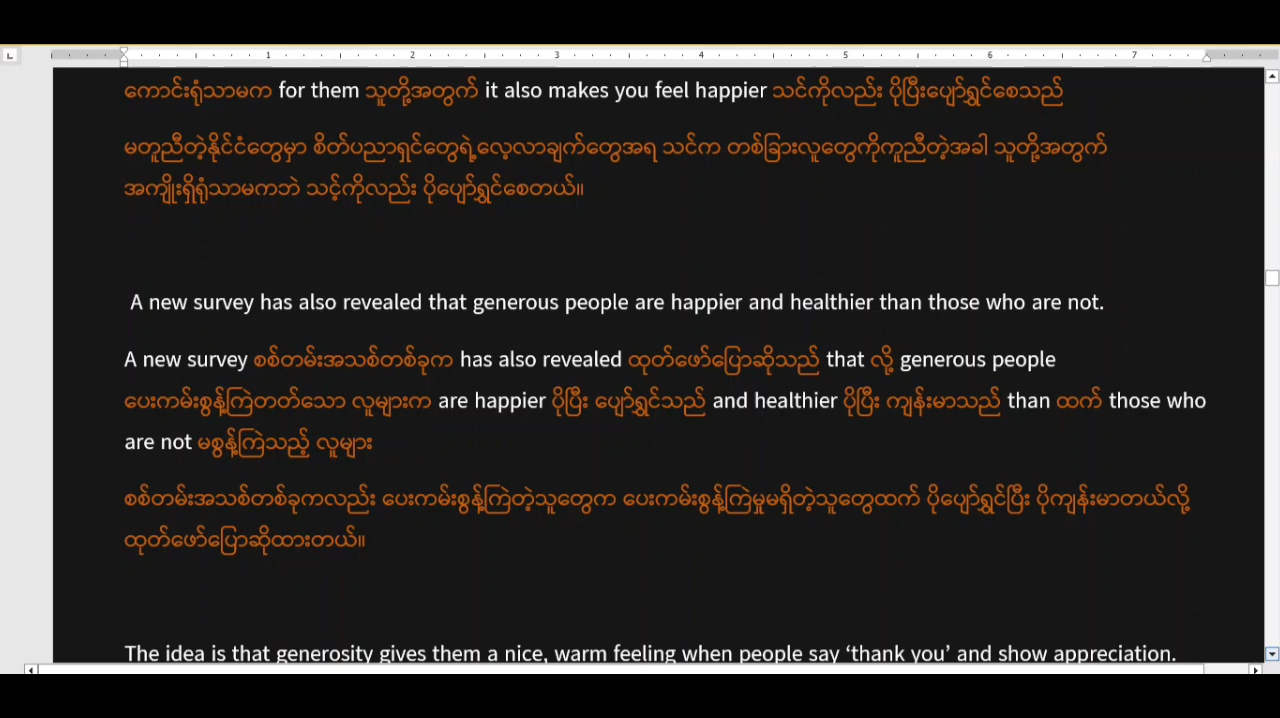 1 2 3 4 5 6 7
ကောင်းရုံသာမက for them သူတို့အတွက် it also makes you feel happier သင်ကိုလည်း ပိုပြီးပျော်ရွှင်စေသည်
မတူညီတဲ့နိုင်ငံတွေမှာ စိတ်ပညာရှင်တွေရဲ့လေ့လာချက်တွေအရ သင်က တစ်ခြားလူတွေကိုကူညီတဲ့အခါ သူတို့အတွက်
အကျိုးရှိရုံသာမကဘဲ သင့်ကိုလည်း ပိုပျော်ရွှင်စေတယ်။
A new survey has also revealed that generous people are happier and healthier than those who are not.
A new survey စစ်တမ်းအသစ်တစ်ခုက has also revealed ထုတ်ဖော်ပြောဆိုသည် that လို့ generous people
ပေးကမ်းစွန့်ကြဲတတ်သော လူများက are happier ပိုပြီး ပျော်ရွှင်သည် and healthier ပိုပြီး ကျန်းမာသည် than ထက် those who
are not မစွန့်ကြဲသည့် လူများ
စစ်တမ်းအသစ်တစ်ခုကလည်း ပေးကမ်းစွန့်ကြဲတဲ့သူတွေက ပေးကမ်းစွန့်ကြဲမှုမရှိတဲ့သူတွေထက် ပိုပျော်ရွှင်ပြီး ပိုကျန်းမာတယ်လို့
ထုတ်ဖော်ပြောဆိုထားတယ်။
The idea is that generosity gives them a nice, warm feeling when people say ‘thank you’ and show appreciation.